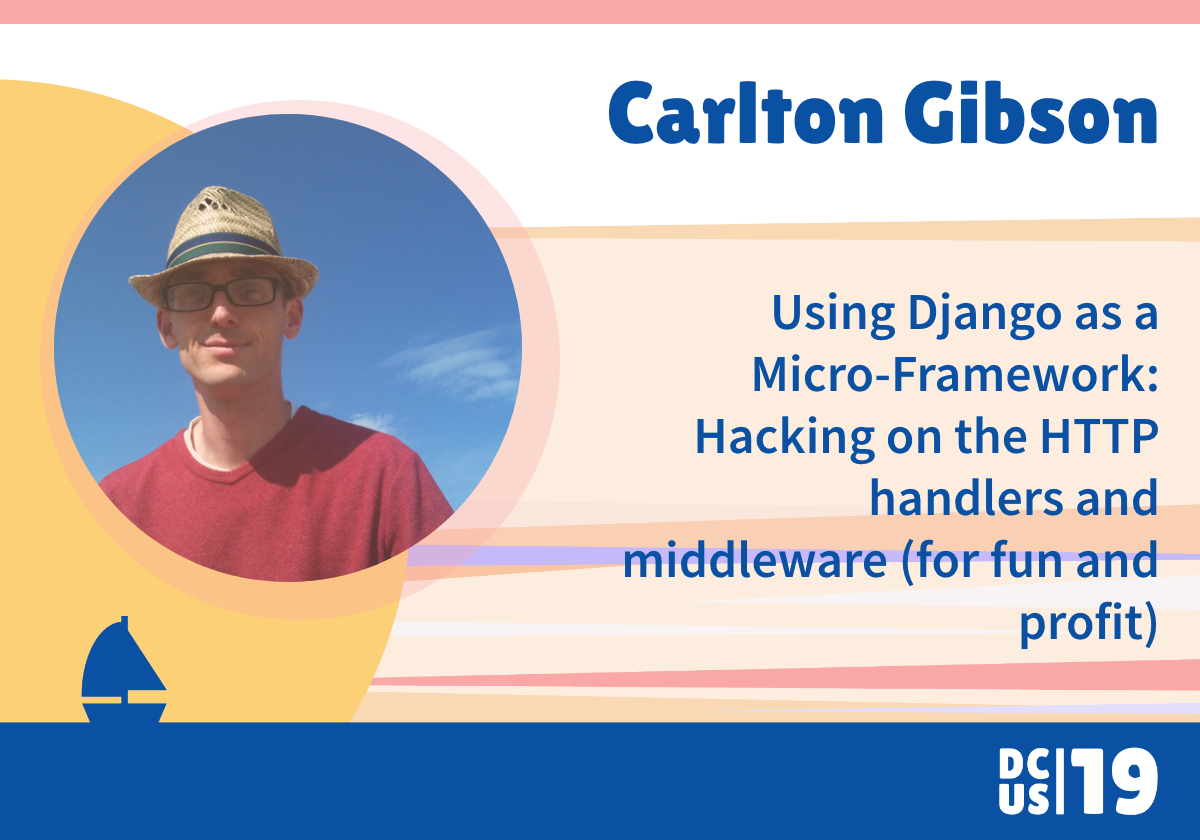 Carlton Gibson
Using Django as a
Micro-Framework:
Hacking on the HTTP
handlers and
middleware (for fun and
profit)
DC
US
19